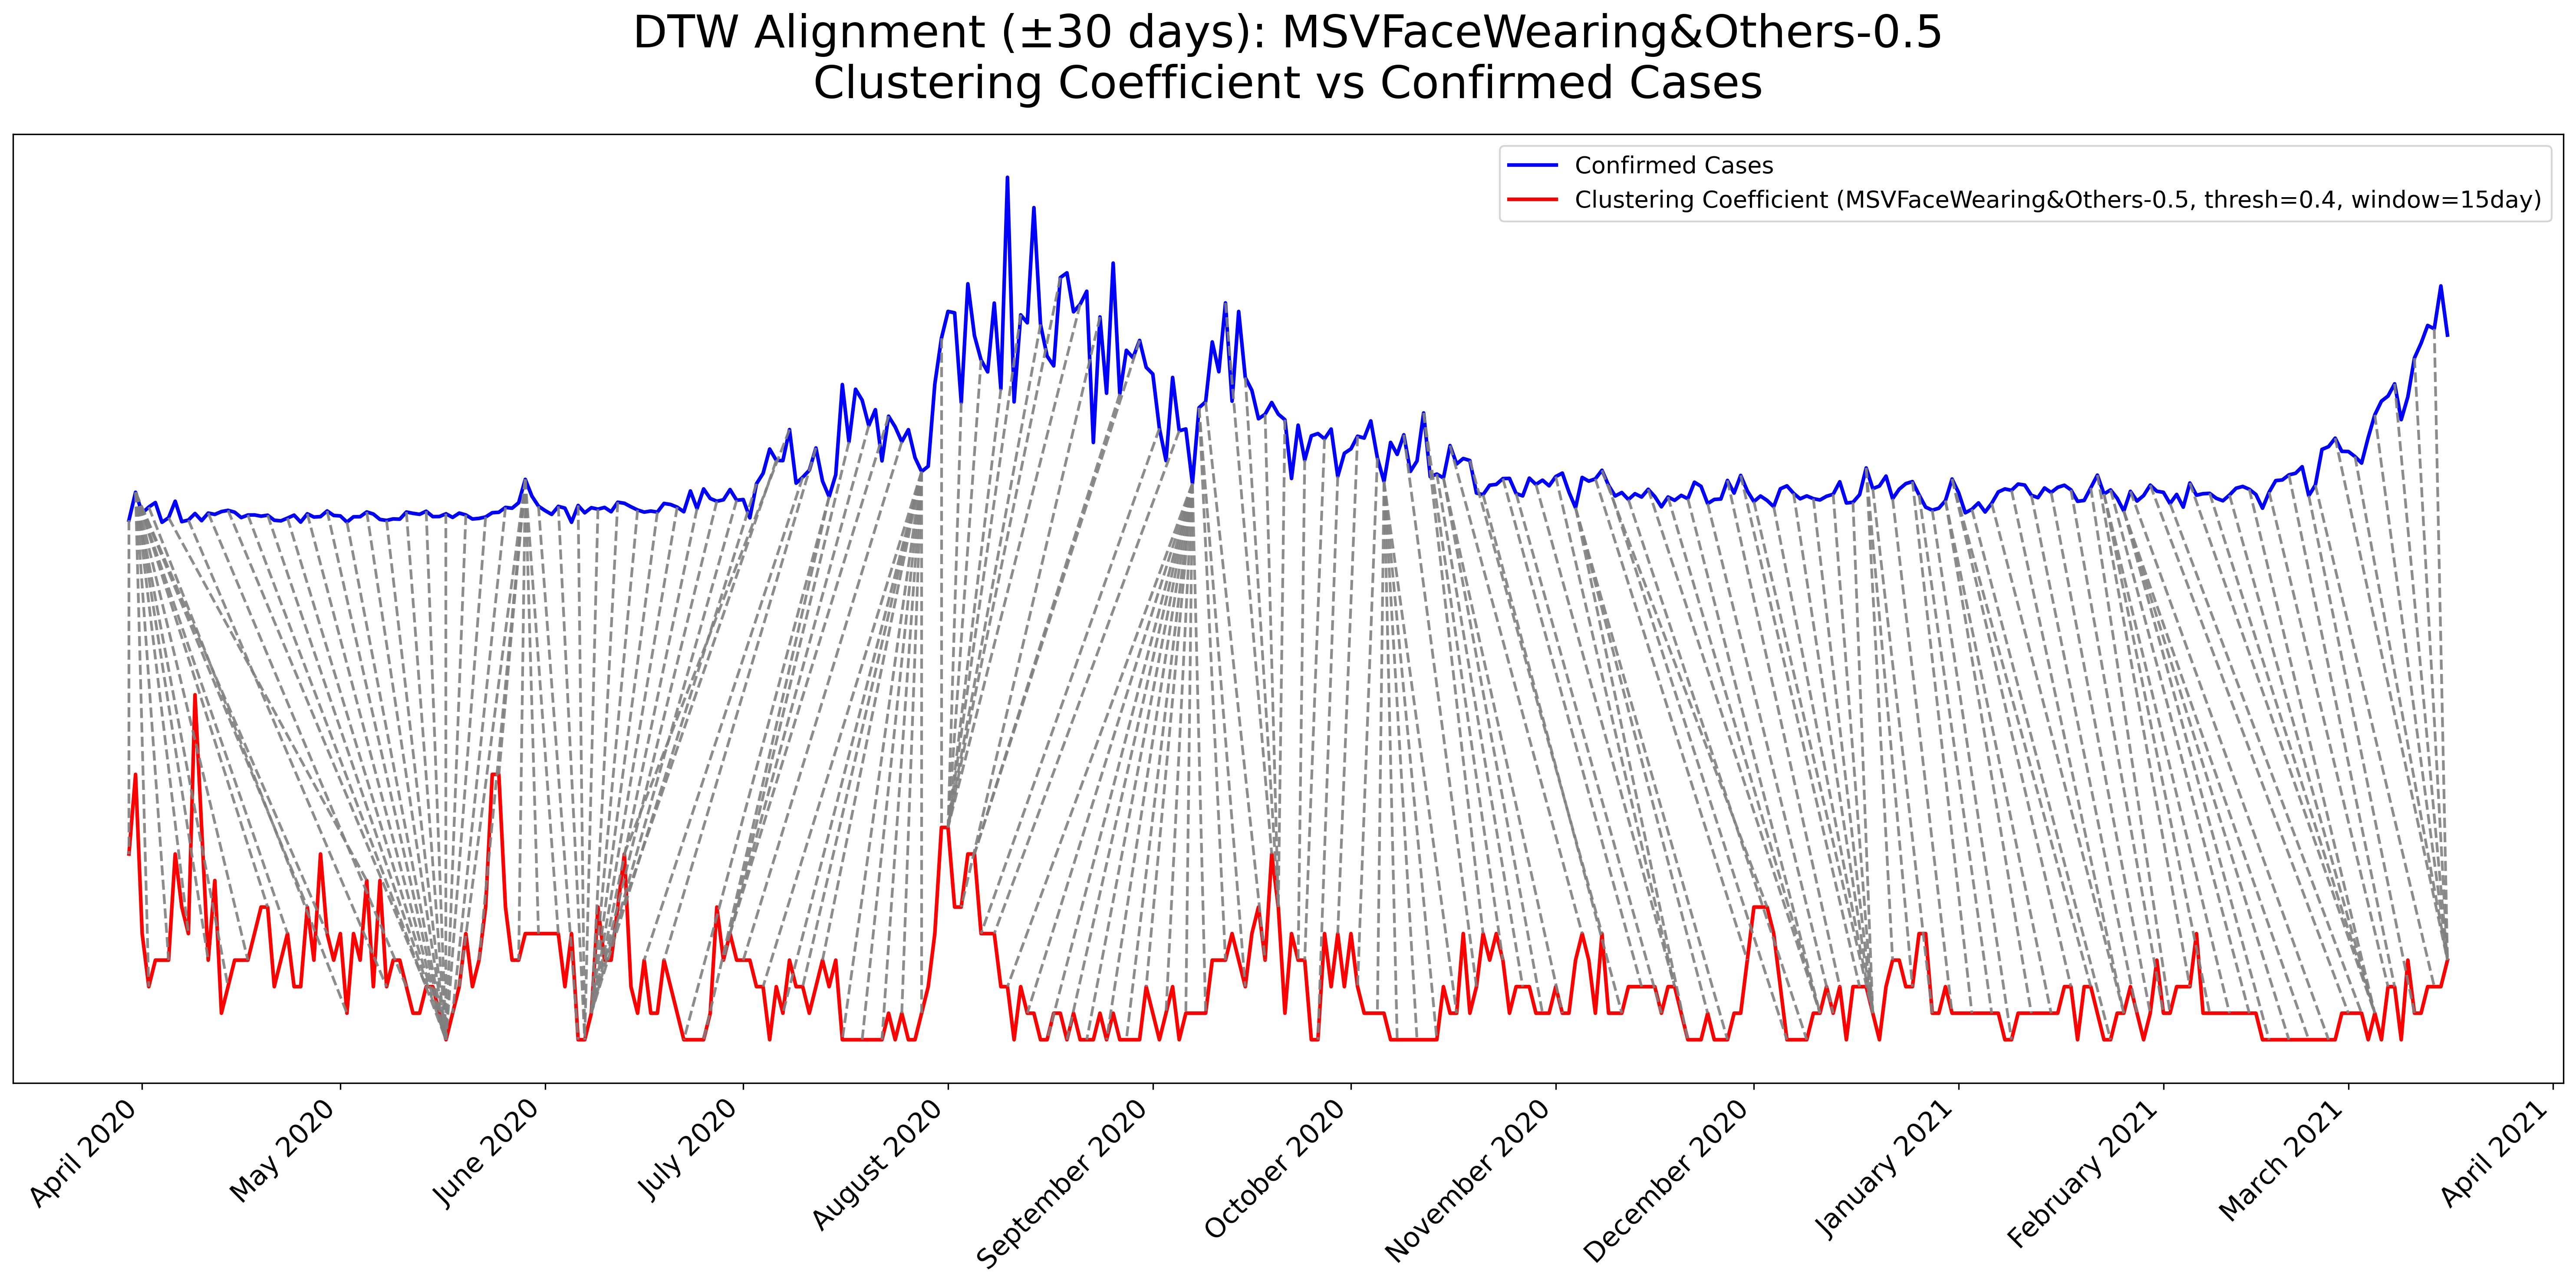 DTW Alignment (±30 days): MSVFaceWearing&Others-0.5
Clustering Coefficient vs Confirmed Cases
Confirmed Cases
Clustering Coefficient (MSVFaceWearing&Others-0.5, thresh=0.4, window=15day)
April 2020
May 2020
June 2020
July 2020
August 2020
September 2020
October 2020
November 2020
December 2020
January 2021
February 2021
March 2021
April 2021